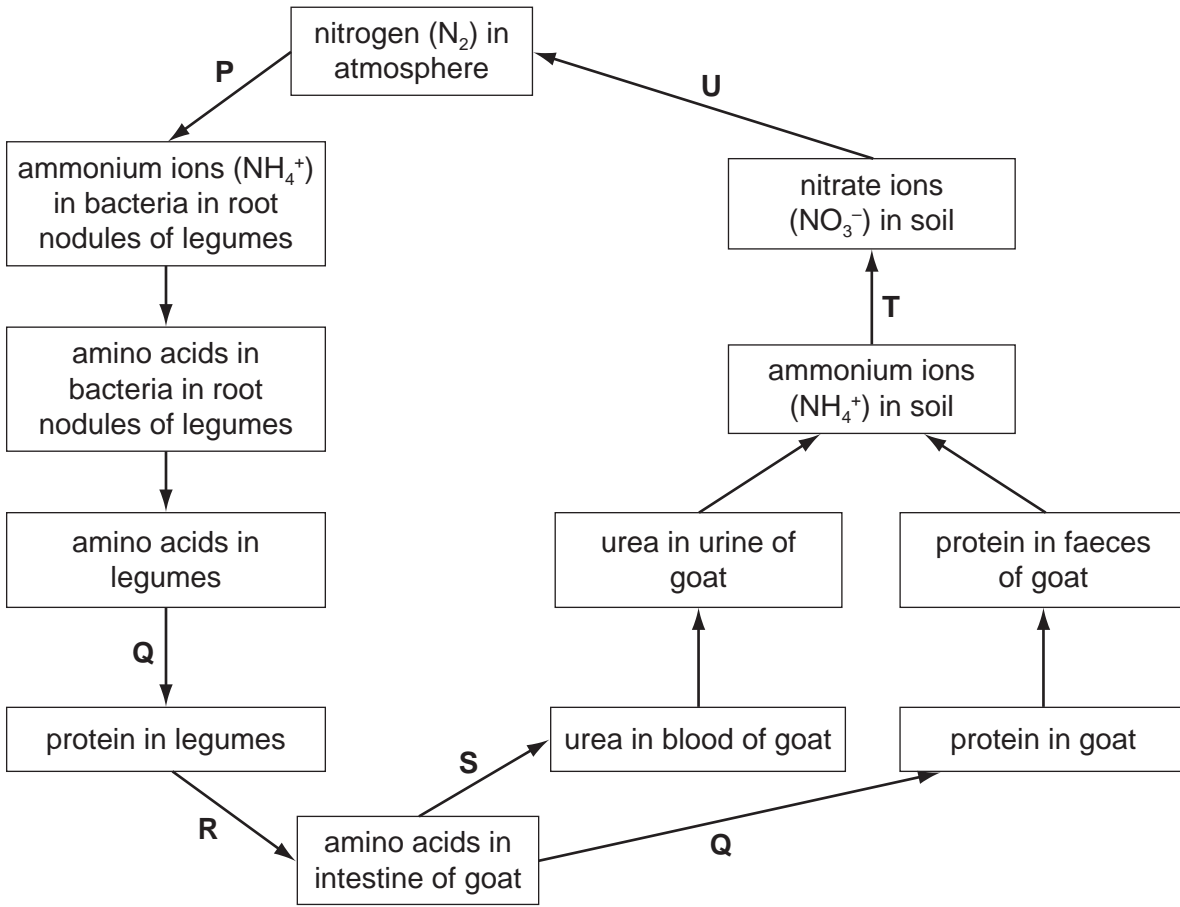 nitrogen (N₂) in
atmosphere
P
U
ammonium ions (NH₄⁺)
in bacteria in root
nodules of legumes
nitrate ions
(NO₃⁻) in soil
T
amino acids in
bacteria in root
nodules of legumes
ammonium ions
(NH₄⁺) in soil
amino acids in
legumes
urea in urine of
goat
protein in faeces
of goat
Q
protein in legumes
S
urea in blood of goat
protein in goat
R
amino acids in
intestine of goat
Q